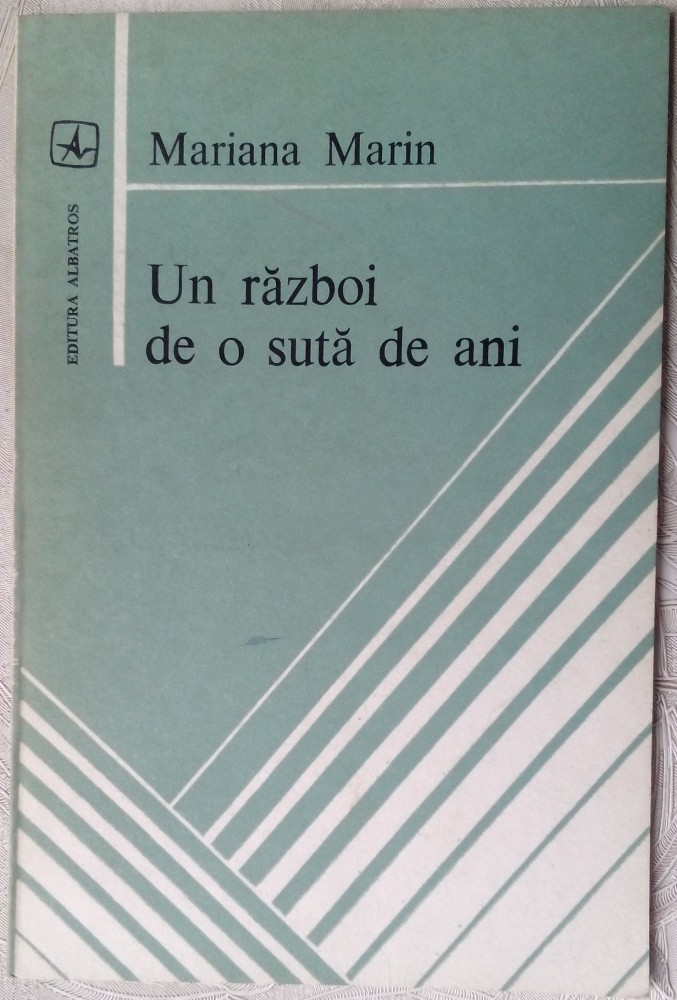 Mariana Marin
EDITURA ALBATROS
Un război
de o sută de ani